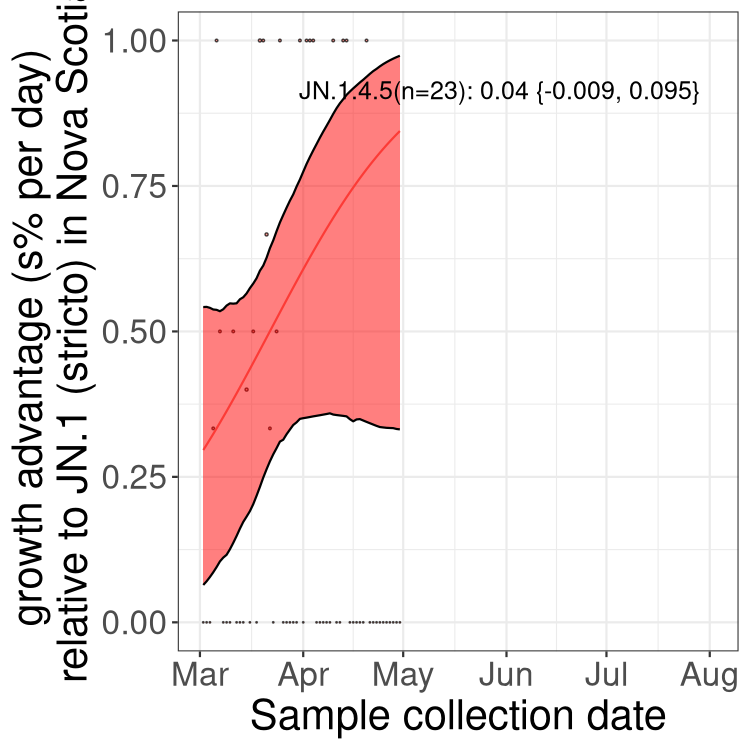 growth advantage (s% per day)
relative to JN.1 (stricto) in Nova Scotia
1.00
0.75
0.50
0.25
0.00
JN.1.4.5(n=23): 0.04 {-0.009, 0.095}
Mar Apr May Jun Jul Aug
Sample collection date